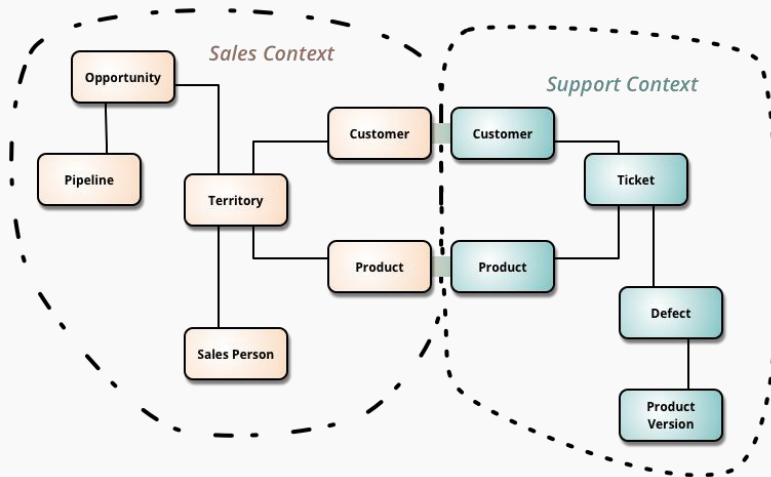 Sales Context
Support Context
Opportunity
Pipeline
Territory
Customer
Product
Sales Person
Customer
Ticket
Product
Defect
Product
Version